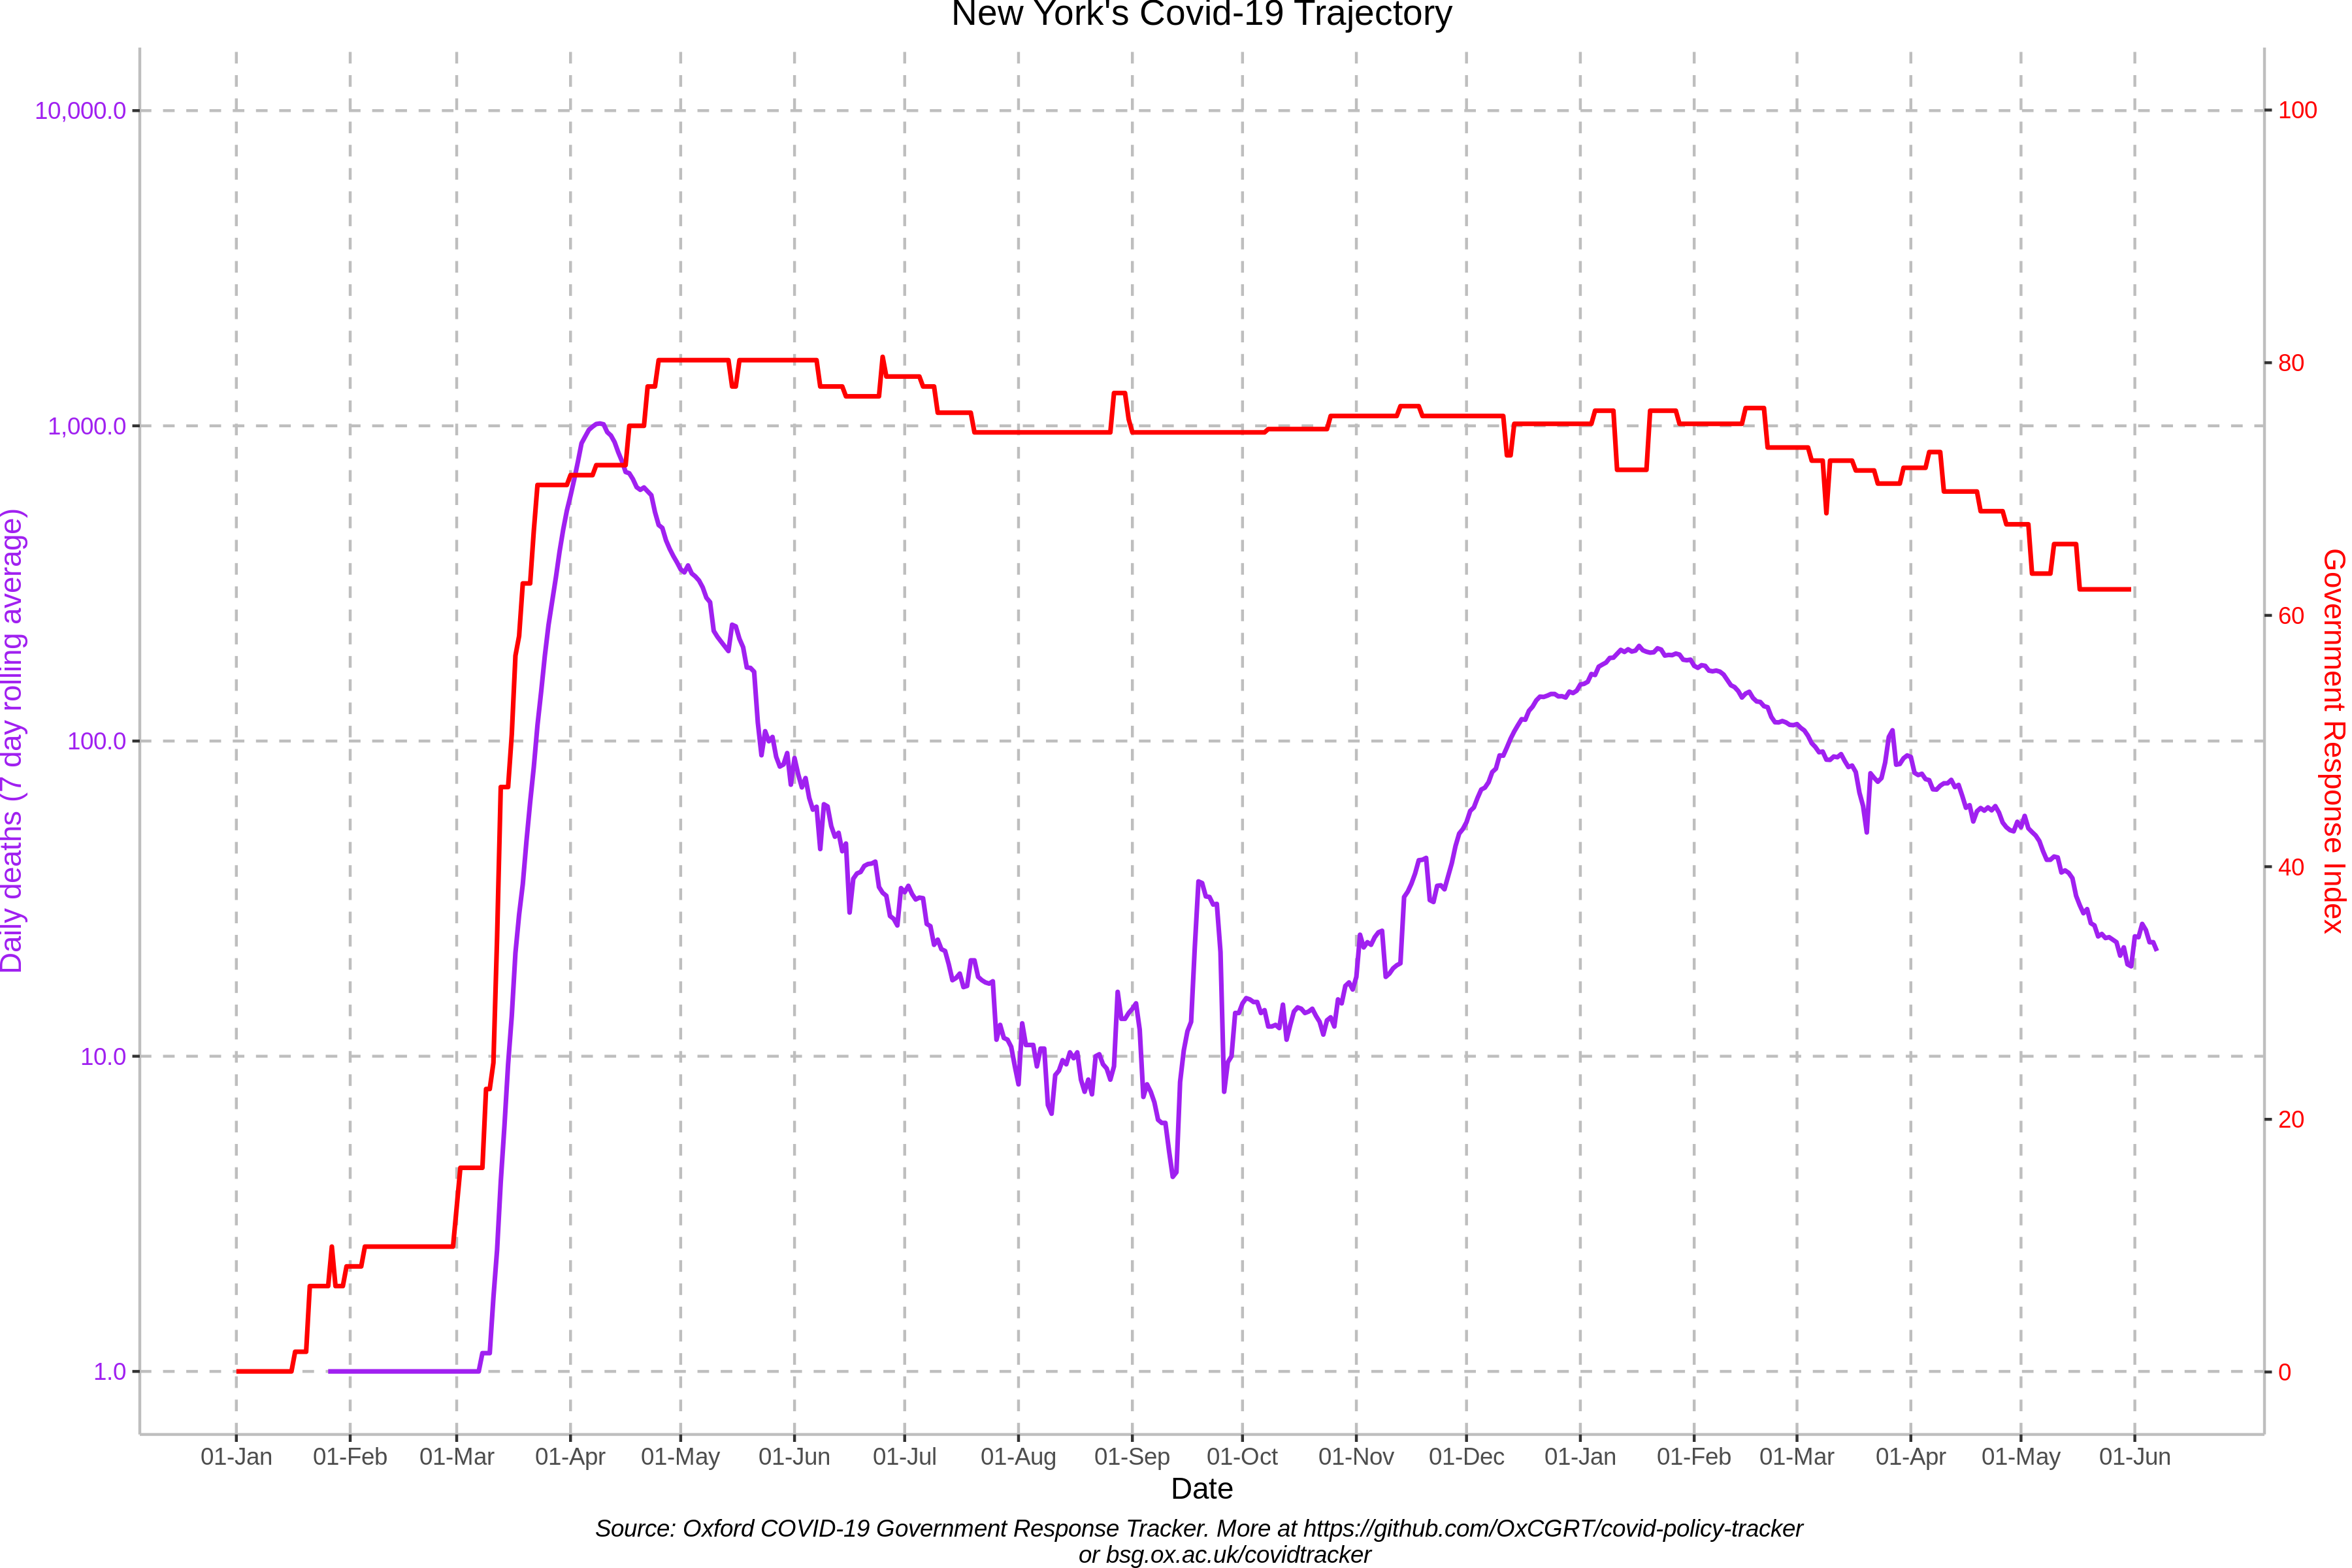 New York's Covid-19 Trajectory
10,000.0
1,000.0
100.0
10.0
1.0
Daily deaths (7 day rolling average)
100
80
60
40
20
0
Government Response Index
01-Jan 01-Feb 01-Mar 01-Apr 01-May 01-Jun 01-Jul 01-Aug 01-Sep 01-Oct 01-Nov 01-Dec 01-Jan 01-Feb 01-Mar 01-Apr 01-May 01-Jun
Date
Source: Oxford COVID-19 Government Response Tracker. More at https://github.com/OxCGRT/covid-policy-tracker
or bsg.ox.ac.uk/covidtracker